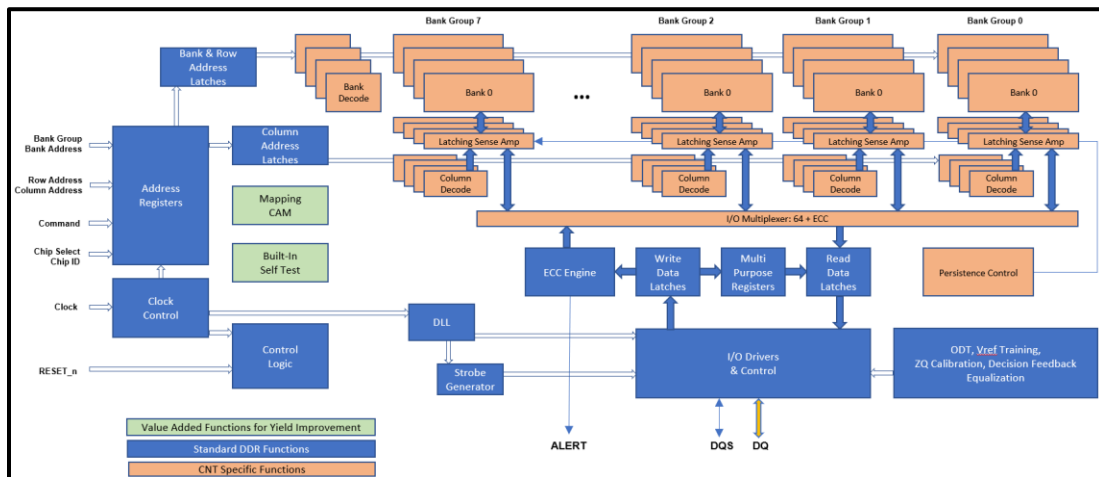 Bank Group 7
Bank Group 2
Bank Group 1
Bank Group 0
Bank & Row
Address
Latches
Bank
Decode
Bank 0
...
Bank 0
Bank 0
Bank 0
Bank Group
Bank Address
Row Address
Column Address
Command
Chip Select
Chip ID
Clock
RESET_n
Address
Registers
Column
Address
Latches
Latching Sense Amp
Latching Sense Amp
Latching Sense Amp
Latching Sense Amp
Column
Decode
Column
Decode
Column
Decode
Column
Decode
Mapping
CAM
Built-In
Self Test
I/O Multiplexer: 64 + ECC
ECC Engine
Write
Data
Latches
Multi
Purpose
Registers
Read
Data
Latches
Persistence Control
Clock
Control
Control
Logic
DLL
Strobe
Generator
I/O Drivers
& Control
ODT, Vref Training,
ZQ Calibration, Decision Feedback
Equalization
Value Added Functions for Yield Improvement
Standard DDR Functions
CNT Specific Functions
ALERT
DQS
DQ